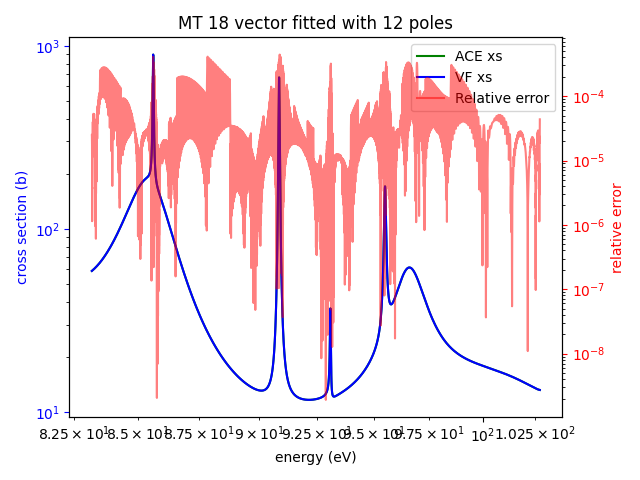 MT 18 vector fitted with 12 poles
ACE xs
VF xs
Relative error
cross section (b)
10³
10²
10¹
relative error
10⁻⁴
10⁻⁵
10⁻⁶
10⁻⁷
10⁻⁸
8.25 × 10¹ 8.5 × 10¹ 8.75 × 10¹ 9 × 10¹ 9.25 × 10¹ 9.5 × 10¹ 9.75 × 10¹ 10² 1.025 × 10²
energy (eV)